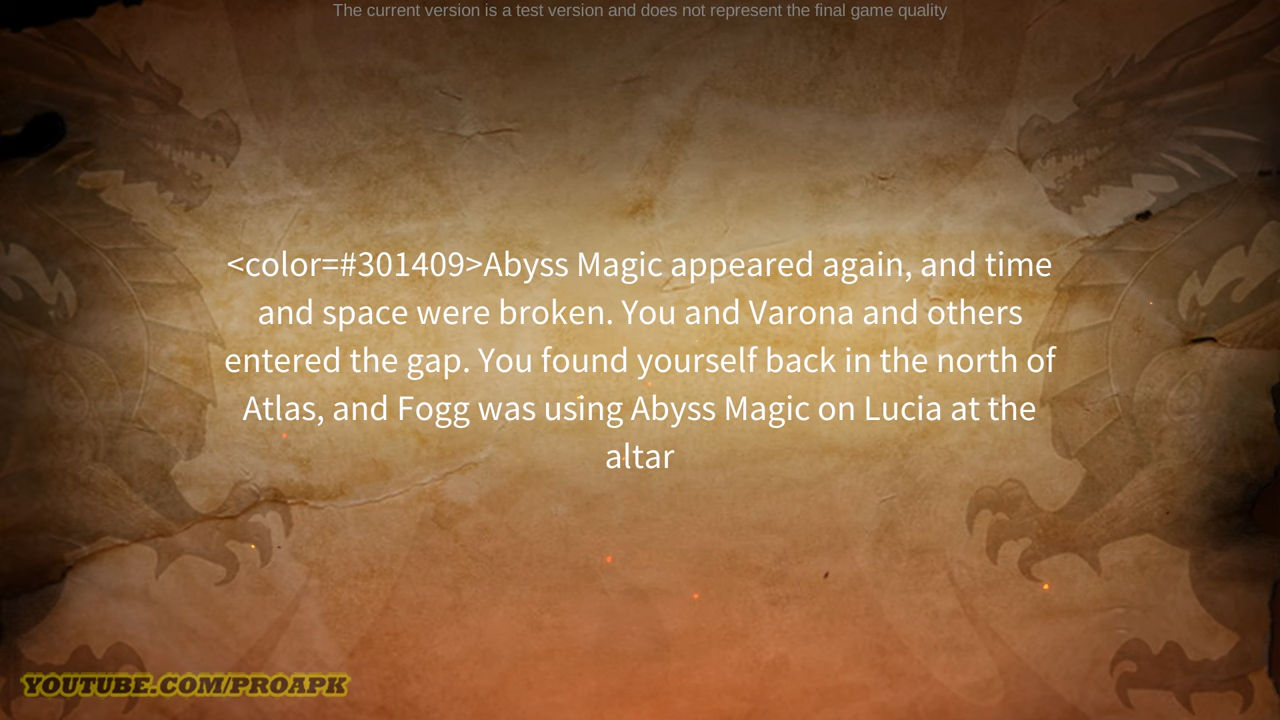 The current version is a test version and does not represent the final game quality
<color=#301409>Abyss Magic appeared again, and time
and space were broken. You and Varona and others
entered the gap. You found yourself back in the north of
Atlas, and Fogg was using Abyss Magic on Lucia at the
altar
YOUTUBE.COM/PROAPK